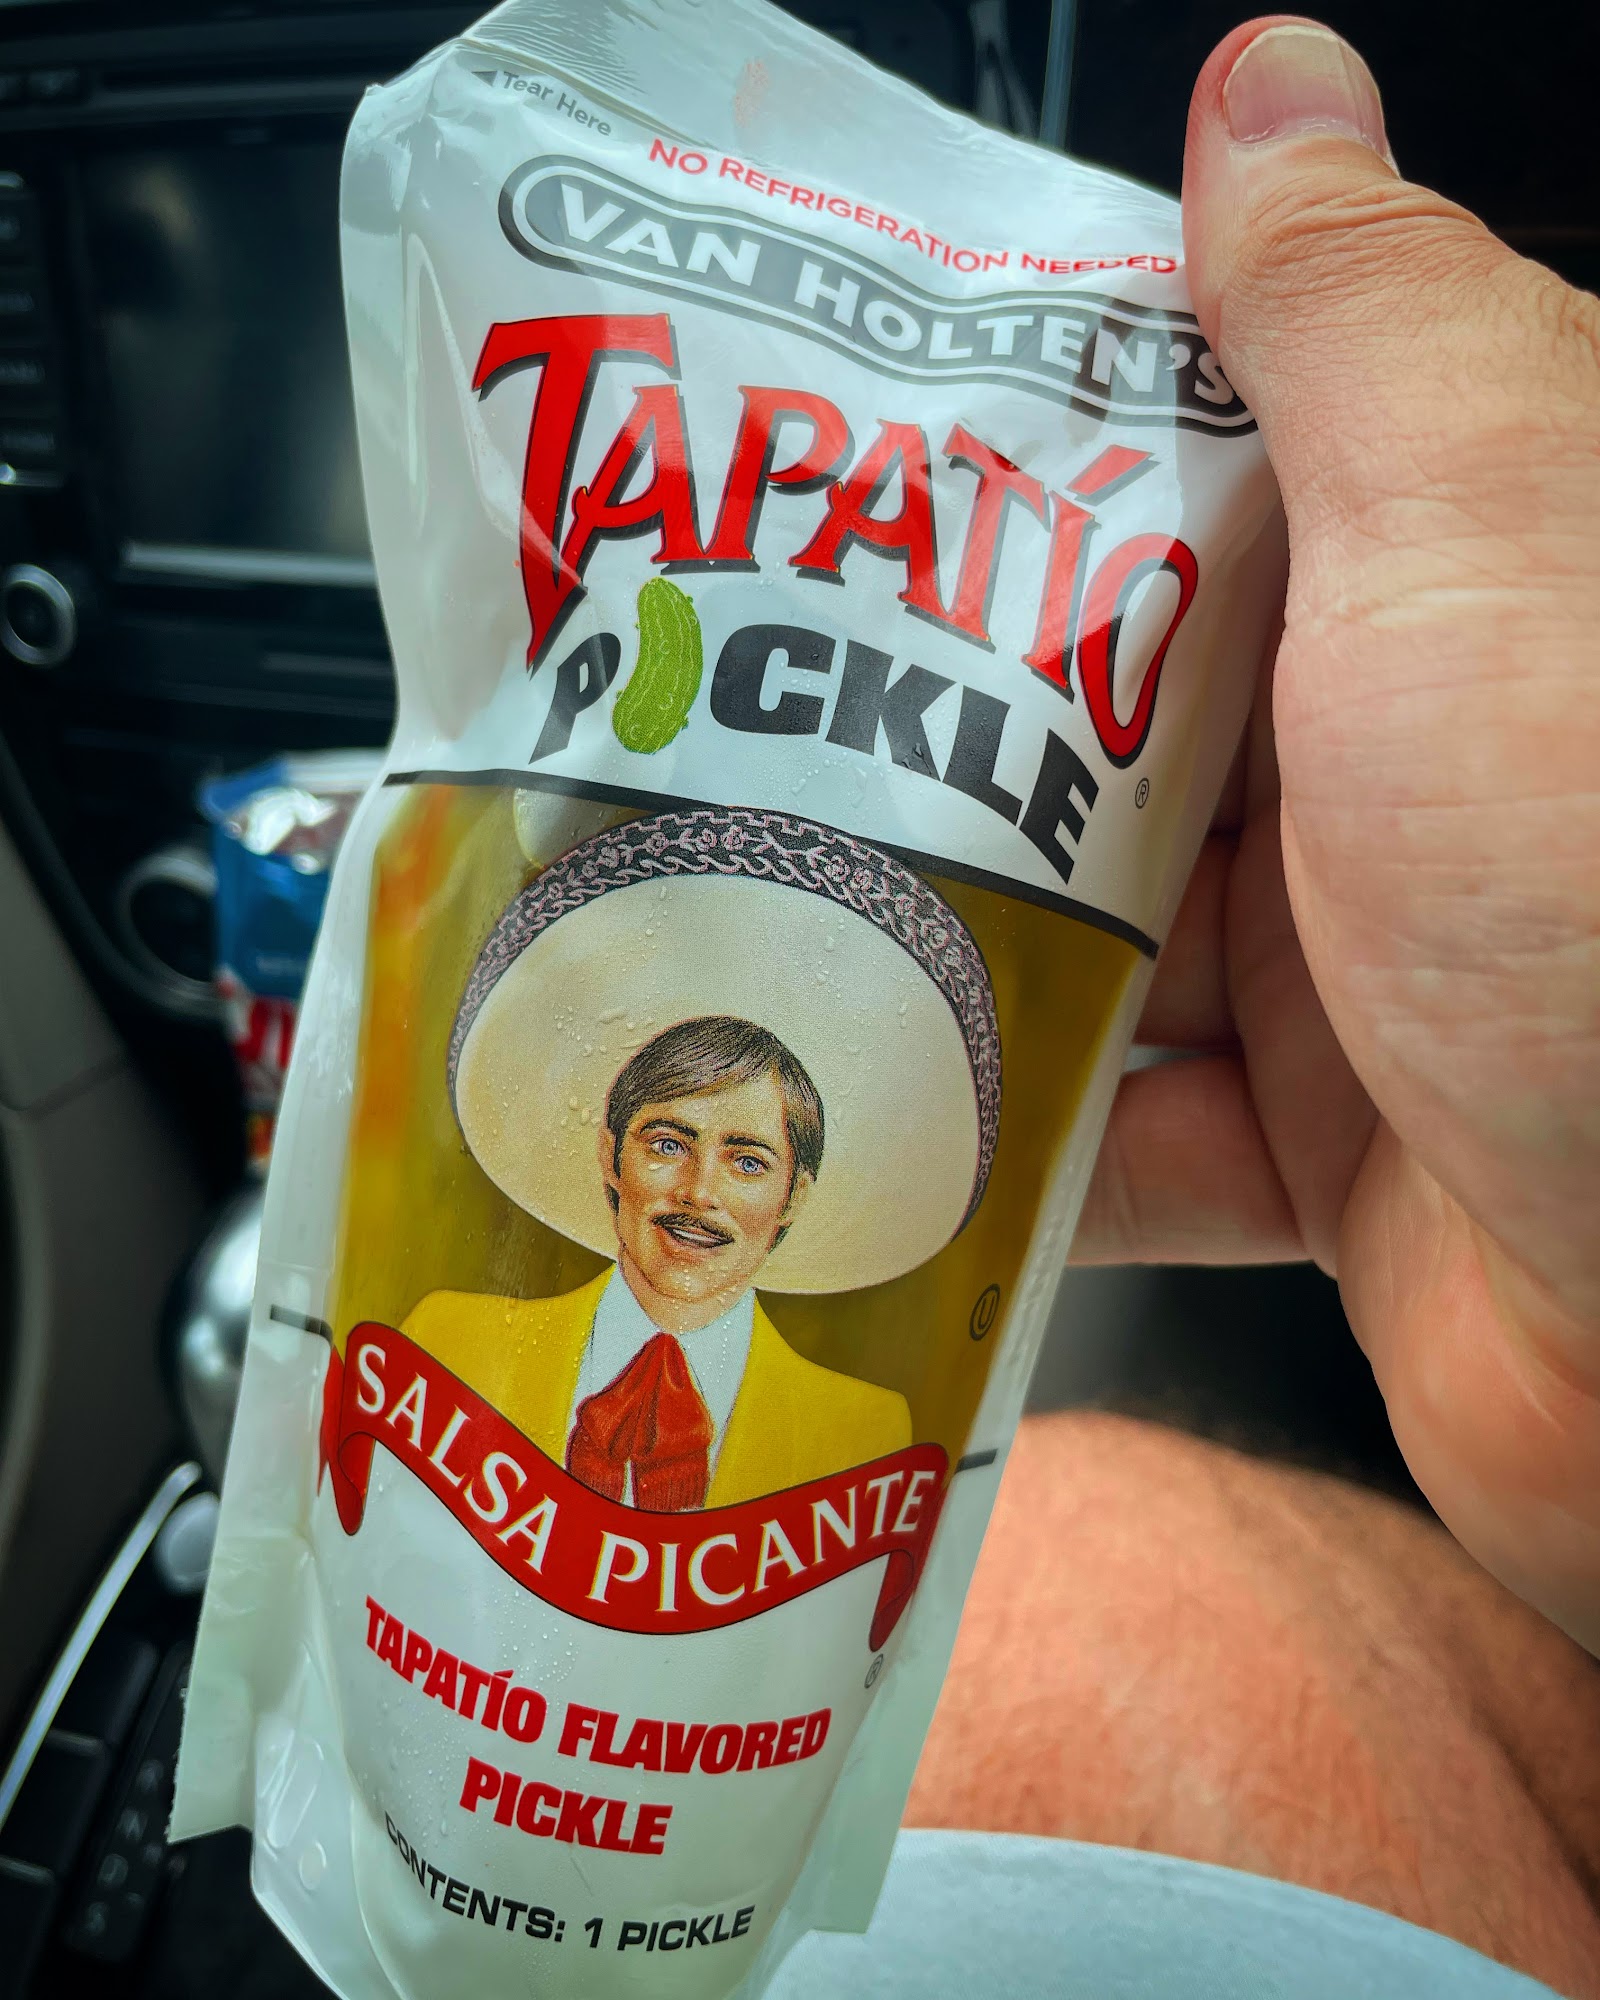 ◀ Tear Here
NO REFRIGERATION NEEDED
VAN HOLTEN'S
TAPATÍO
PICKLE
®
U
SALSA PICANTE
®
TAPATÍO FLAVORED
PICKLE
CONTENTS: 1 PICKLE